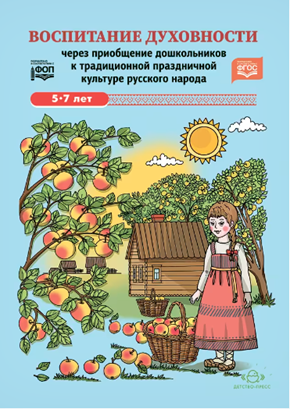 ВОСПИТАНИЕ ДУХОВНОСТИ
через приобщение дошкольников
к традиционной праздничной
культуре русского народа
ФОП
ФГОС
5-7 лет
ДЕТСТВО-ПРЕСС